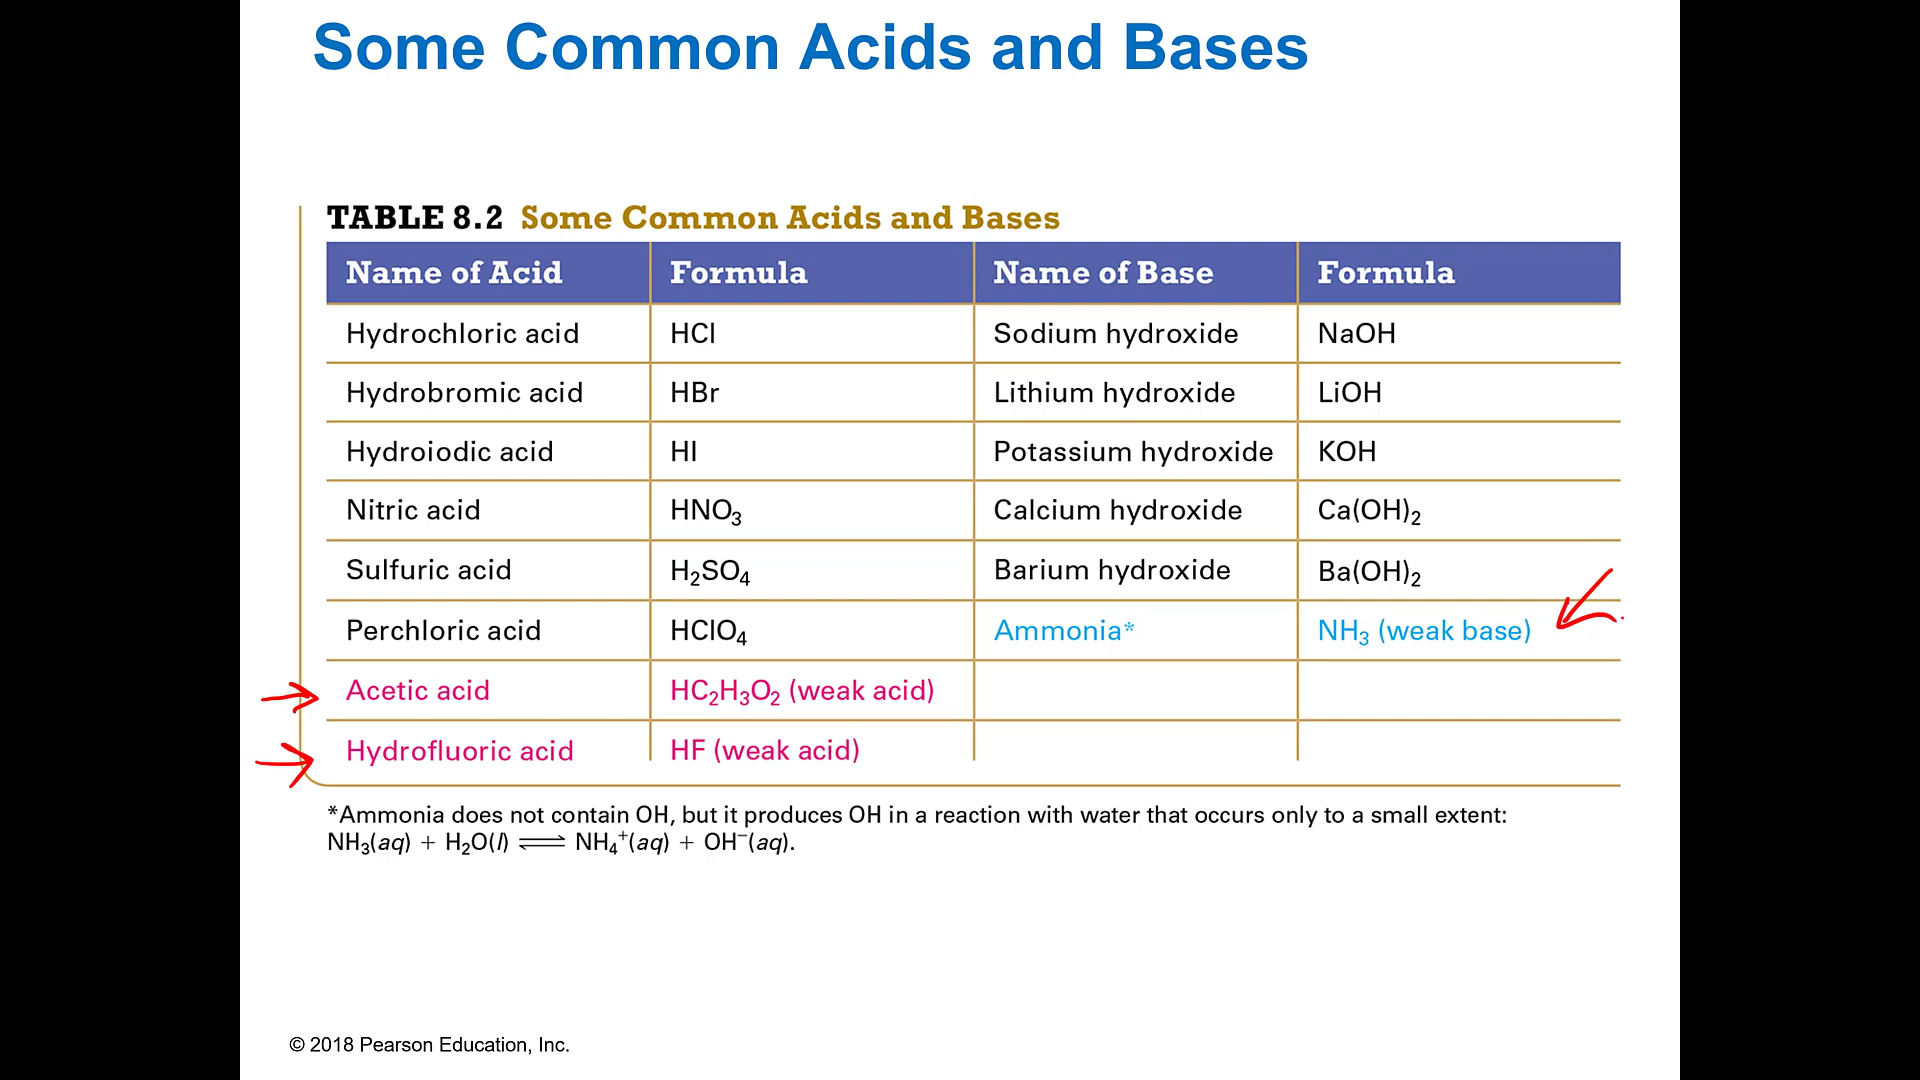 Some Common Acids and Bases
TABLE 8.2 Some Common Acids and Bases
Name of Acid Formula Name of Base Formula
Hydrochloric acid HCl Sodium hydroxide NaOH
Hydrobromic acid HBr Lithium hydroxide LiOH
Hydroiodic acid HI Potassium hydroxide KOH
Nitric acid HNO₃ Calcium hydroxide Ca(OH)₂
Sulfuric acid H₂SO₄ Barium hydroxide Ba(OH)₂
Perchloric acid HClO₄ Ammonia* NH₃ (weak base)
Acetic acid HC₂H₃O₂ (weak acid)
Hydrofluoric acid HF (weak acid)
*Ammonia does not contain OH, but it produces OH in a reaction with water that occurs only to a small extent:
NH₃(aq) + H₂O(l) ⇌ NH₄⁺(aq) + OH⁻(aq).
© 2018 Pearson Education, Inc.